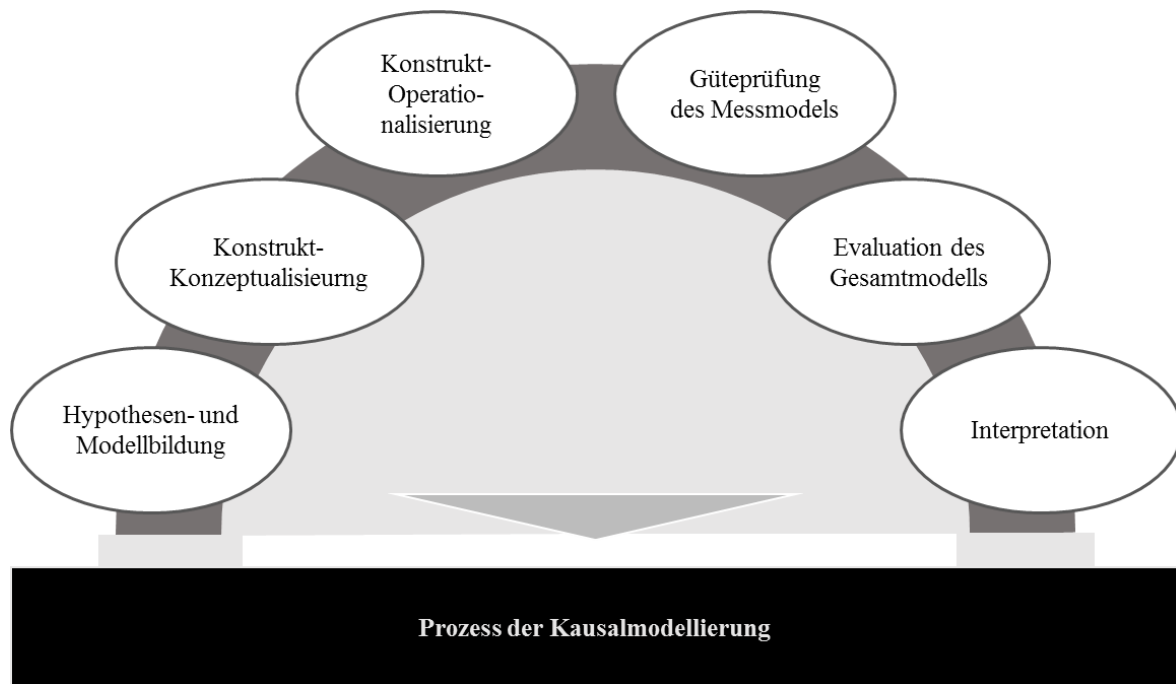 Konstrukt-
Operatio-
nalisierung
Güteprüfung
des Messmodels
Konstrukt-
Konzeptualisieurng
Evaluation des
Gesamtmodells
Hypothesen- und
Modellbildung
Interpretation
Prozess der Kausalmodellierung